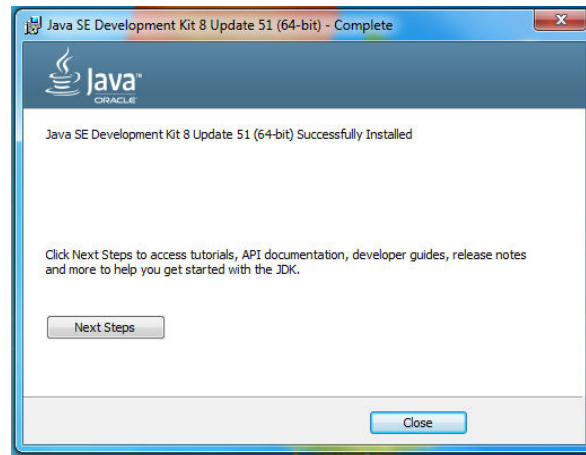 Java SE Development Kit 8 Update 51 (64-bit) - Complete
Java™
ORACLE
Java SE Development Kit 8 Update 51 (64-bit) Successfully Installed
Click Next Steps to access tutorials, API documentation, developer guides, release notes
and more to help you get started with the JDK.
Next Steps
Close